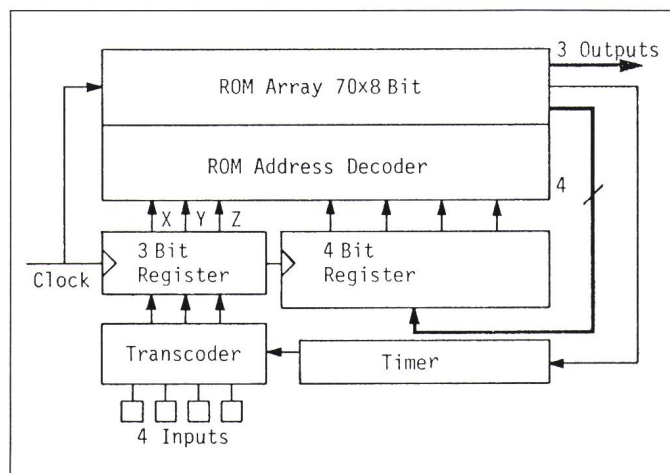 3 Outputs
ROM Array 70x8 Bit
ROM Address Decoder
4
X Y Z
3 Bit
Register
4 Bit
Register
Clock
Transcoder
Timer
4 Inputs